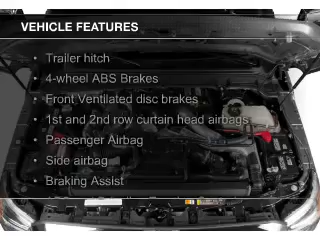 VEHICLE FEATURES
• Trailer hitch
• 4-wheel ABS Brakes
• Front Ventilated disc brakes
• 1st and 2nd row curtain head airbags
• Passenger Airbag
• Side airbag
• Braking Assist